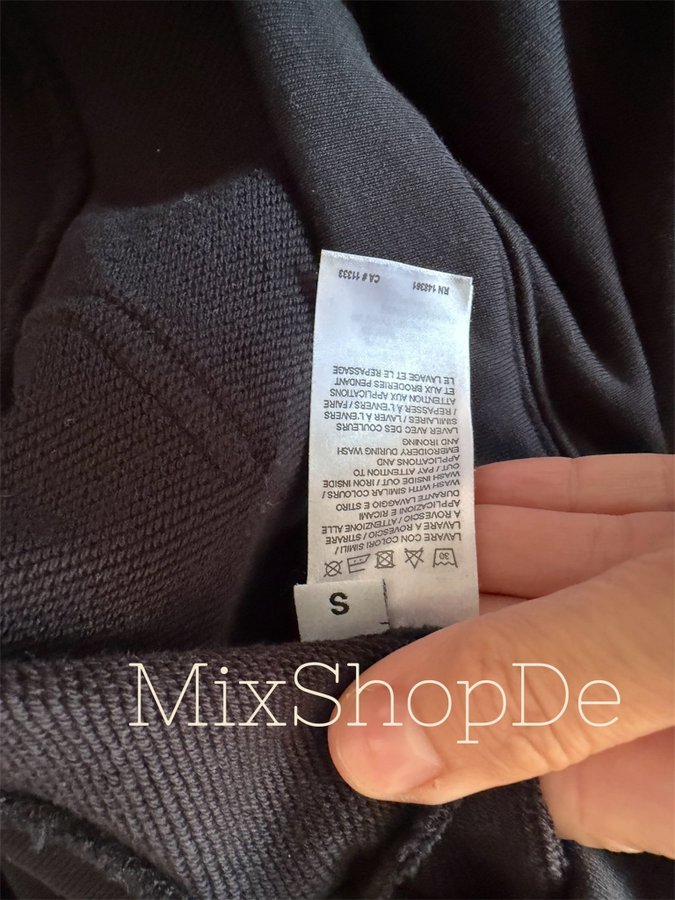 S
30
LAVARE CON COLORI SIMILI /
LAVARE A ROVESCIO / STIRARE
A ROVESCIO / ATTENZIONE ALLE
APPLICAZIONI E RICAMI
DURANTE LAVAGGIO E STIRO
WASH WITH SIMILAR COLOURS /
WASH INSIDE OUT / IRON INSIDE
OUT / PAY ATTENTION TO
APPLICATIONS AND
EMBROIDERY DURING WASH
AND IRONING
LAVER AVEC DES COULEURS
SIMILAIRES / LAVER À L'ENVERS
/ REPASSER À L'ENVERS / FAIRE
ATTENTION AUX APPLICATIONS
ET AUX BRODERIES PENDANT
LE LAVAGE ET LE REPASSAGE
RN 148361 CA # 11333
MixShopDe